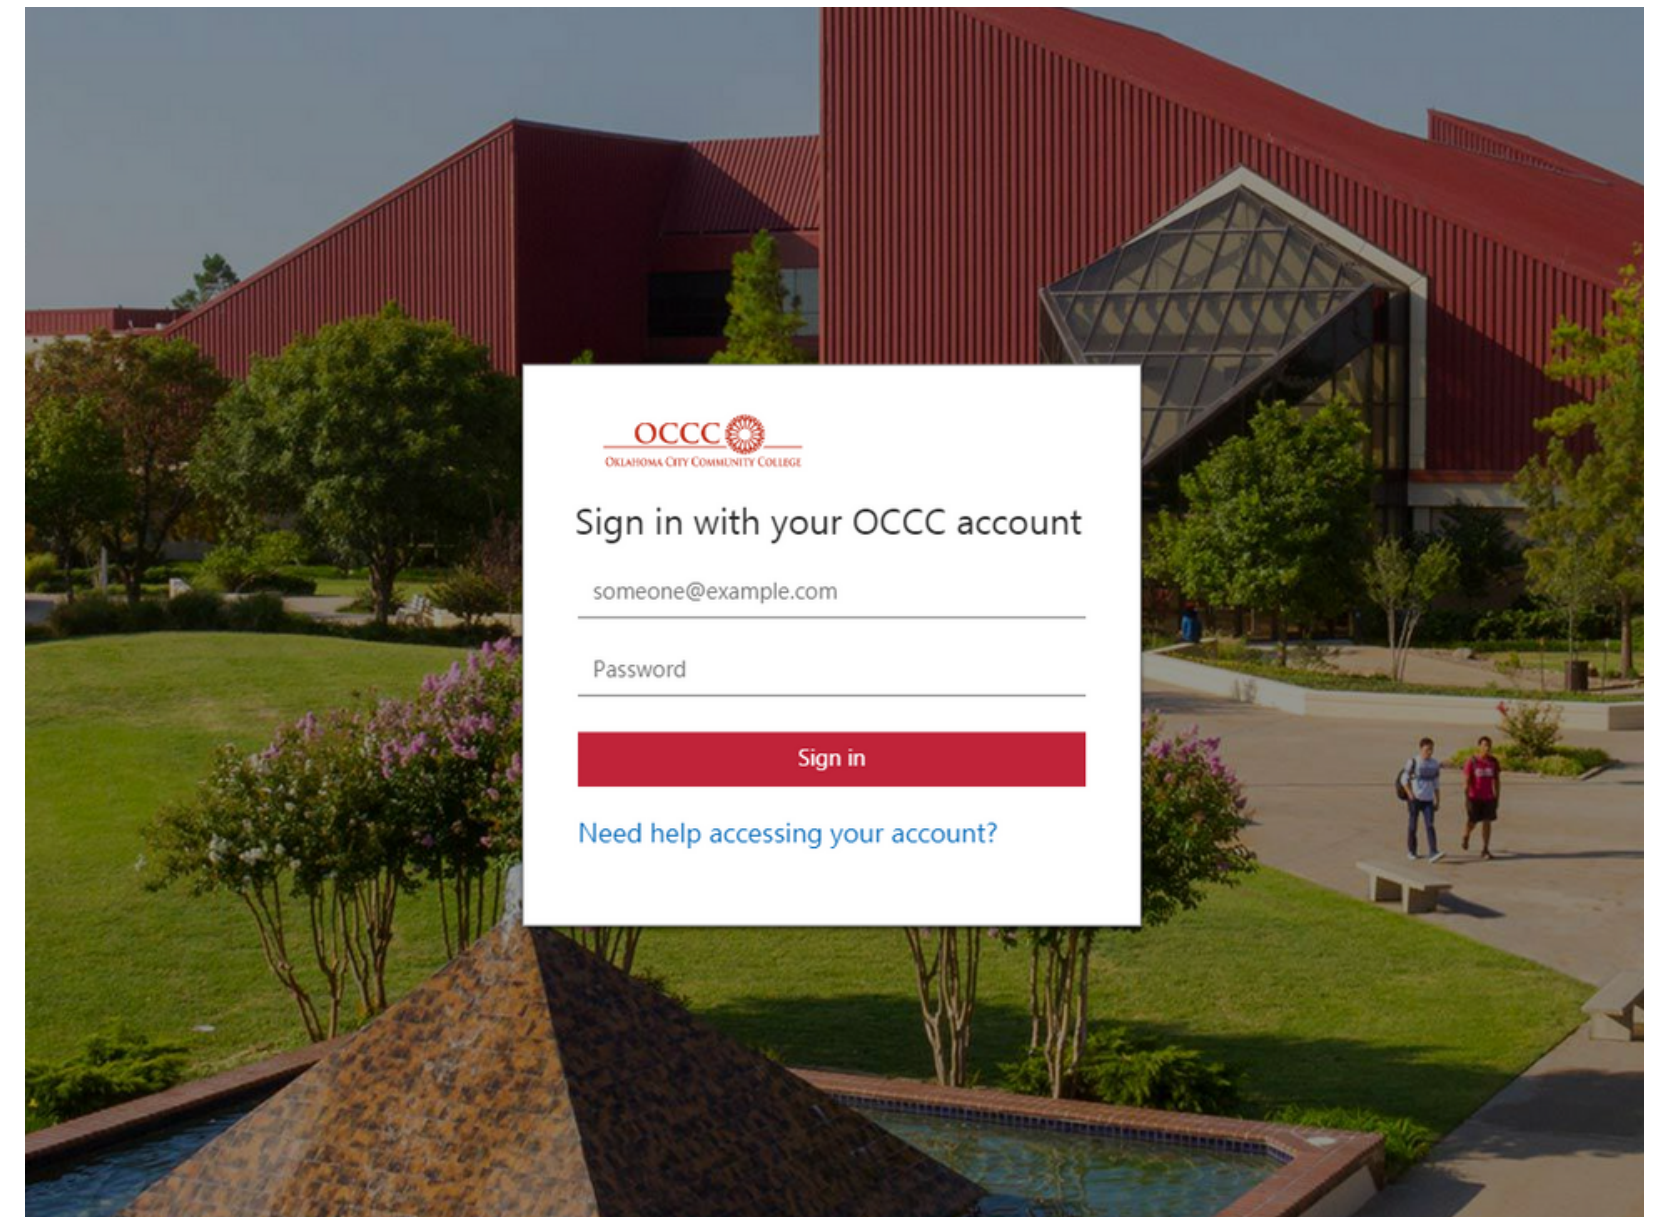 OCCC
OKLAHOMA CITY COMMUNITY COLLEGE
Sign in with your OCCC account
someone@example.com
Password
Sign in
Need help accessing your account?